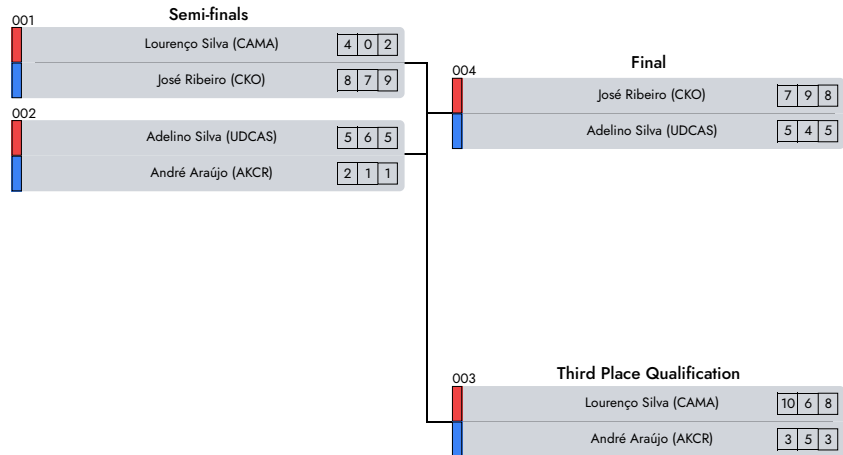 Semi-finals
001
Lourenço Silva (CAMA) 4 0 2
José Ribeiro (CKO) 8 7 9
002
Adelino Silva (UDCAS) 5 6 5
André Araújo (AKCR) 2 1 1
Final
004
José Ribeiro (CKO) 7 9 8
Adelino Silva (UDCAS) 5 4 5
Third Place Qualification
003
Lourenço Silva (CAMA) 10 6 8
André Araújo (AKCR) 3 5 3